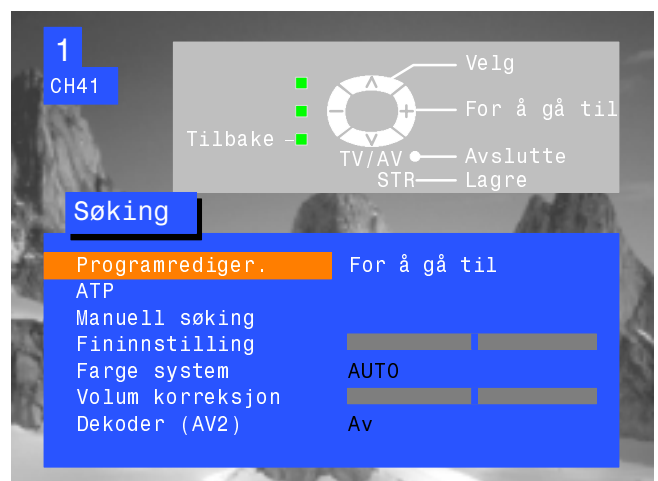 1
CH41
Velg
For å gå til
Tilbake
TV/AV Avslutte
STR Lagre
Søking
Programrediger. For å gå til
ATP
Manuell søking
Fininnstilling
Farge system AUTO
Volum korreksjon
Dekoder (AV2) Av